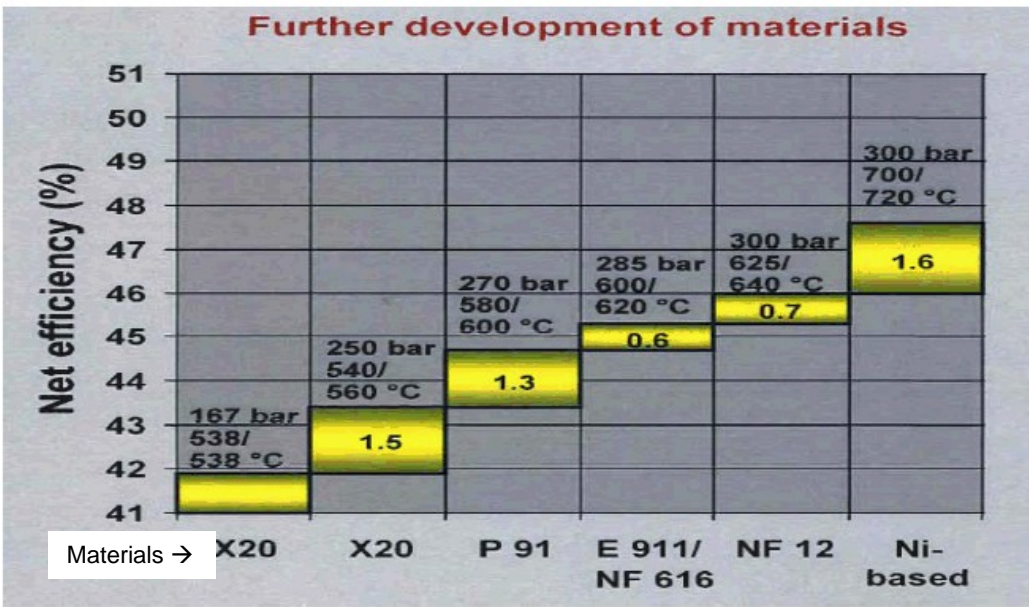 Further development of materials
Net efficiency (%)
51
50
49
48
47
46
45
44
43
42
41
167 bar
538/
538 °C
250 bar
540/
560 °C
1.5
270 bar
580/
600 °C
1.3
285 bar
600/
620 °C
0.6
300 bar
625/
640 °C
0.7
300 bar
700/
720 °C
1.6
Materials →
X20
X20
P 91
E 911/
NF 616
NF 12
Ni-
based